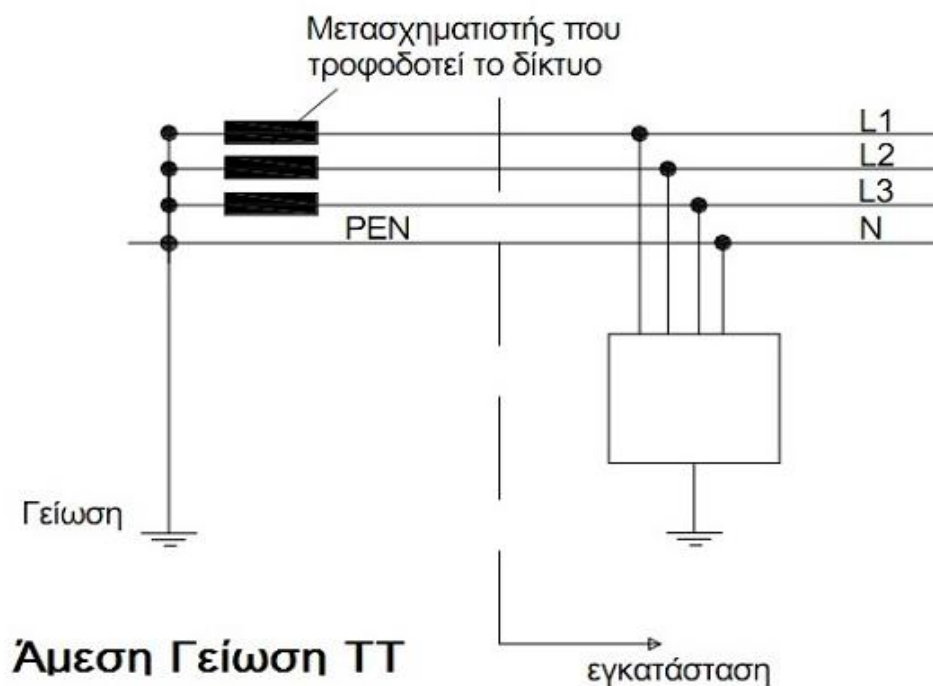 Μετασχηματιστής που
τροφοδοτεί το δίκτυο
L1
L2
L3
PEN
N
Γείωση
Άμεση Γείωση ΤΤ
εγκατάσταση